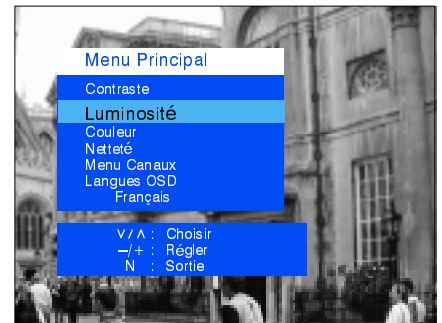 Menu Principal
Contraste
Luminosité
Couleur
Netteté
Menu Canaux
Langues OSD
Français
∨/∧ : Choisir
–/+ : Régler
N : Sortie